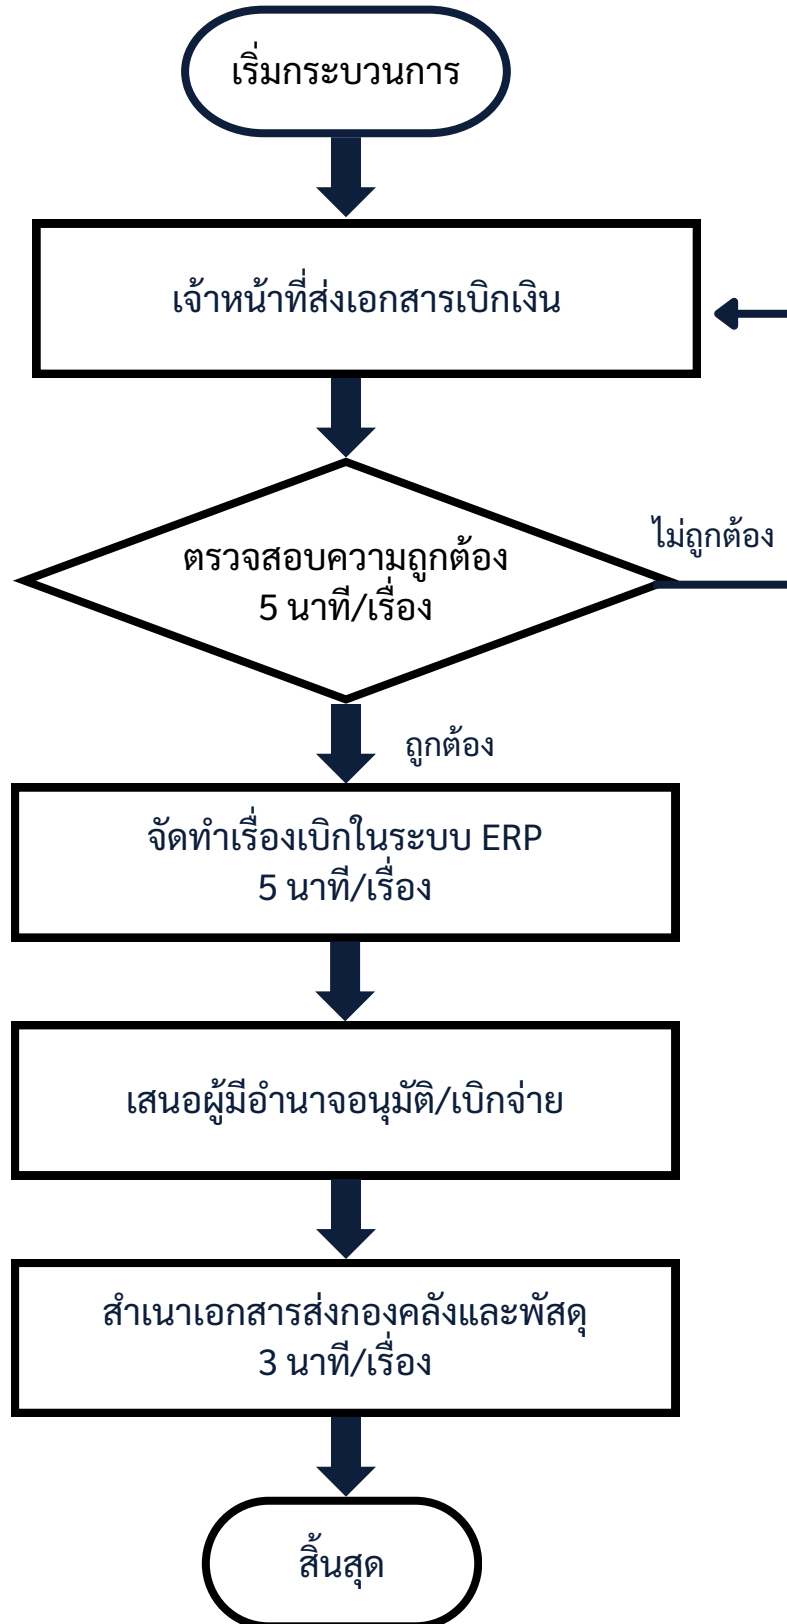 เริ่มกระบวนการ
เจ้าหน้าที่ส่งเอกสารเบิกเงิน
ตรวจสอบความถูกต้อง
5 นาที/เรื่อง
ไม่ถูกต้อง
ถูกต้อง
จัดทำเรื่องเบิกในระบบ ERP
5 นาที/เรื่อง
เสนอผู้มีอำนาจอนุมัติ/เบิกจ่าย
สำเนาเอกสารส่งกองคลังและพัสดุ
3 นาที/เรื่อง
สิ้นสุด